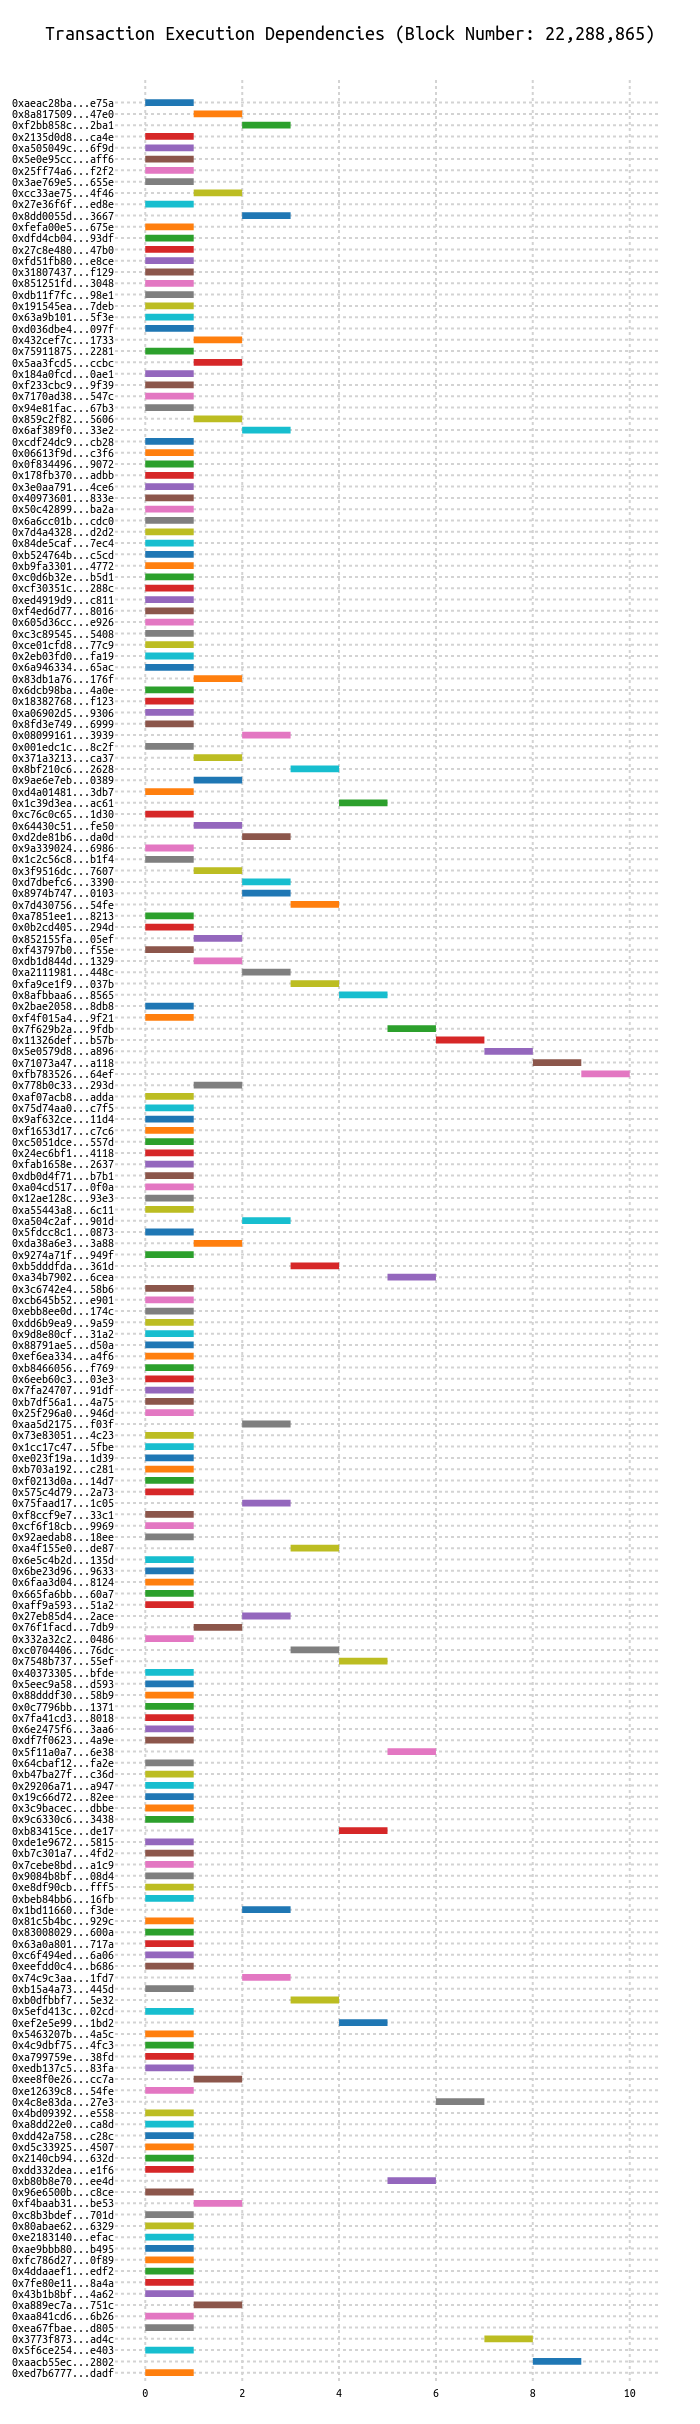 Transaction Execution Dependencies (Block Number: 22,288,865)
0xaeac28ba...e75a
0x8a817509...47e0
0xf2bb858c...2ba1
0x2135d0d8...ca4e
0xa505049c...6f9d
0x5e0e95cc...aff6
0x25ff74a6...f2f2
0x3ae769e5...655e
0xcc33ae75...4f46
0x27e36f6f...ed8e
0x8dd0055d...3667
0xfefa00e5...675e
0xdfd4cb04...93df
0x27c8e480...47b0
0xfd51fb80...e8ce
0x31807437...f129
0x851251fd...3048
0xdb11f7fc...98e1
0x191545ea...7deb
0x63a9b101...5f3e
0xd036dbe4...097f
0x432cef7c...1733
0x75911875...2281
0x5aa3fcd5...ccbc
0x184a0fcd...0ae1
0xf233cbc9...9f39
0x7170ad38...547c
0x94e81fac...67b3
0x859c2f82...5606
0x6af389f0...33e2
0xcdf24dc9...cb28
0x06613f9d...c3f6
0x0f834496...9072
0x178fb370...adbb
0x3e0aa791...4ce6
0x40973601...833e
0x50c42899...ba2a
0x6a6cc01b...cdc0
0x7d4a4328...d2d2
0x84de5caf...7ec4
0xb524764b...c5cd
0xb9fa3301...4772
0xc0d6b32e...b5d1
0xcf30351c...288c
0xed4919d9...c811
0xf4ed6d77...8016
0x605d36cc...e926
0xc3c89545...5408
0xce01cfd8...77c9
0x2eb03fd0...fa19
0x6a946334...65ac
0x83db1a76...176f
0x6dcb98ba...4a0e
0x18382768...f123
0xa06902d5...9306
0x8fd3e749...6999
0x08099161...3939
0x001edc1c...8c2f
0x371a3213...ca37
0x8bf210c6...2628
0x9ae6e7eb...0389
0xd4a01481...3db7
0x1c39d3ea...ac61
0xc76c0c65...1d30
0x64430c51...fe50
0xd2de81b6...da0d
0x9a339024...6986
0x1c2c56c8...b1f4
0x3f9516dc...7607
0xd7dbefc6...3390
0x8974b747...0103
0x7d430756...54fe
0xa7851ee1...8213
0x0b2cd405...294d
0x852155fa...05ef
0xf43797b0...f55e
0xdb1d844d...1329
0xa2111981...448c
0xfa9ce1f9...037b
0x8afbbaa6...8565
0x2bae2058...8db8
0xf4f015a4...9f21
0x7f629b2a...9fdb
0x11326def...b57b
0x5e0579d8...a896
0x71073a47...a118
0xfb783526...64ef
0x778b0c33...293d
0xaf07acb8...adda
0x75d74aa0...c7f5
0x9af632ce...11d4
0xf1653d17...c7c6
0xc5051dce...557d
0x24ec6bf1...4118
0xfab1658e...2637
0xdb0d4f71...b7b1
0xa04cd517...0f0a
0x12ae128c...93e3
0xa55443a8...6c11
0xa504c2af...901d
0x5fdcc8c1...0873
0xda38a6e3...3a88
0x9274a71f...949f
0xb5dddfda...361d
0xa34b7902...6cea
0x3c6742e4...58b6
0xcb645b52...e901
0xebb8ee0d...174c
0xdd6b9ea9...9a59
0x9d8e80cf...31a2
0x88791ae5...d50a
0xef6ea334...a4f6
0xb8466056...f769
0x6eeb60c3...03e3
0x7fa24707...91df
0xb7df56a1...4a75
0x25f296a0...946d
0xaa5d2175...f03f
0x73e83051...4c23
0x1cc17c47...5fbe
0xe023f19a...1d39
0xb703a192...c281
0xf0213d0a...14d7
0x575c4d79...2a73
0x75faad17...1c05
0xf8ccf9e7...33c1
0xcf6f18cb...9969
0x92aedab8...18ee
0xa4f155e0...de87
0x6e5c4b2d...135d
0x6be23d96...9633
0x6faa3d04...8124
0x665fa6bb...60a7
0xaff9a593...51a2
0x27eb85d4...2ace
0x76f1facd...7db9
0x332a32c2...0486
0xc0704406...76dc
0x7548b737...55ef
0x40373305...bfde
0x5eec9a58...d593
0x88dddf30...58b9
0x0c7796bb...1371
0x7fa41cd3...8018
0x6e2475f6...3aa6
0xdf7f0623...4a9e
0x5f11a0a7...6e38
0x64cbaf12...fa2e
0xb47ba27f...c36d
0x29206a71...a947
0x19c66d72...82ee
0x3c9bacec...dbbe
0x9c6330c6...3438
0xb83415ce...de17
0xde1e9672...5815
0xb7c301a7...4fd2
0x7cebe8bd...a1c9
0x9084b8bf...08d4
0xe8df90cb...fff5
0xbeb84bb6...16fb
0x1bd11660...f3de
0x81c5b4bc...929c
0x83008029...600a
0x63a0a801...717a
0xc6f494ed...6a06
0xeefdd0c4...b686
0x74c9c3aa...1fd7
0xb15a4a73...445d
0xb0dfbbf7...5e32
0x5efd413c...02cd
0xef2e5e99...1bd2
0x5463207b...4a5c
0x4c9dbf75...4fc3
0xa799759e...38fd
0xedb137c5...83fa
0xee8f0e26...cc7a
0xe12639c8...54fe
0x4c8e83da...27e3
0x4bd09392...e558
0xa8dd22e0...ca8d
0xdd42a758...c28c
0xd5c33925...4507
0x2140cb94...632d
0xdd332dea...e1f6
0xb80b8e70...ee4d
0x96e6500b...c8ce
0xf4baab31...be53
0xc8b3bdef...701d
0x80abae62...6329
0xe2183140...efac
0xae9bbb80...b495
0xfc786d27...0f89
0x4ddaaef1...edf2
0x7fe80e11...8a4a
0x43b1b8bf...4a62
0xa889ec7a...751c
0xaa841cd6...6b26
0xea67fbae...d805
0x3773f873...ad4c
0x5f6ce254...e403
0xaacb55ec...2802
0xed7b6777...dadf
0 2 4 6 8 10